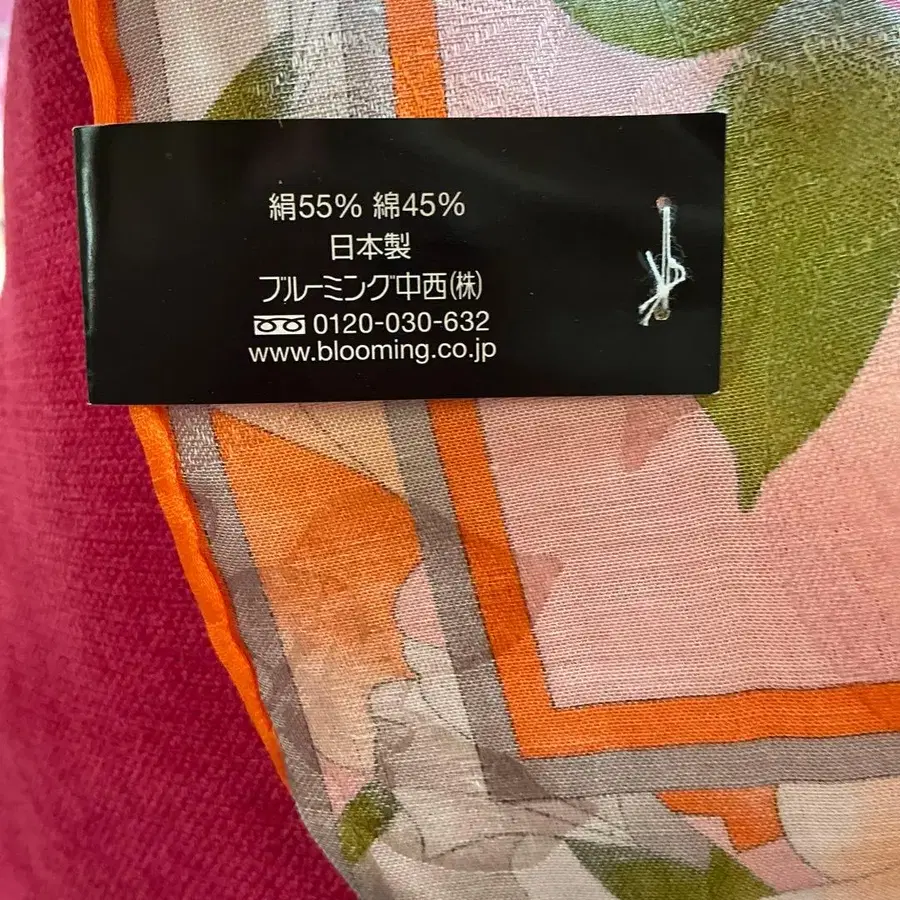 絹55% 綿45%
日本製
ブルーミング中西(株)
0120-030-632
www.blooming.co.jp